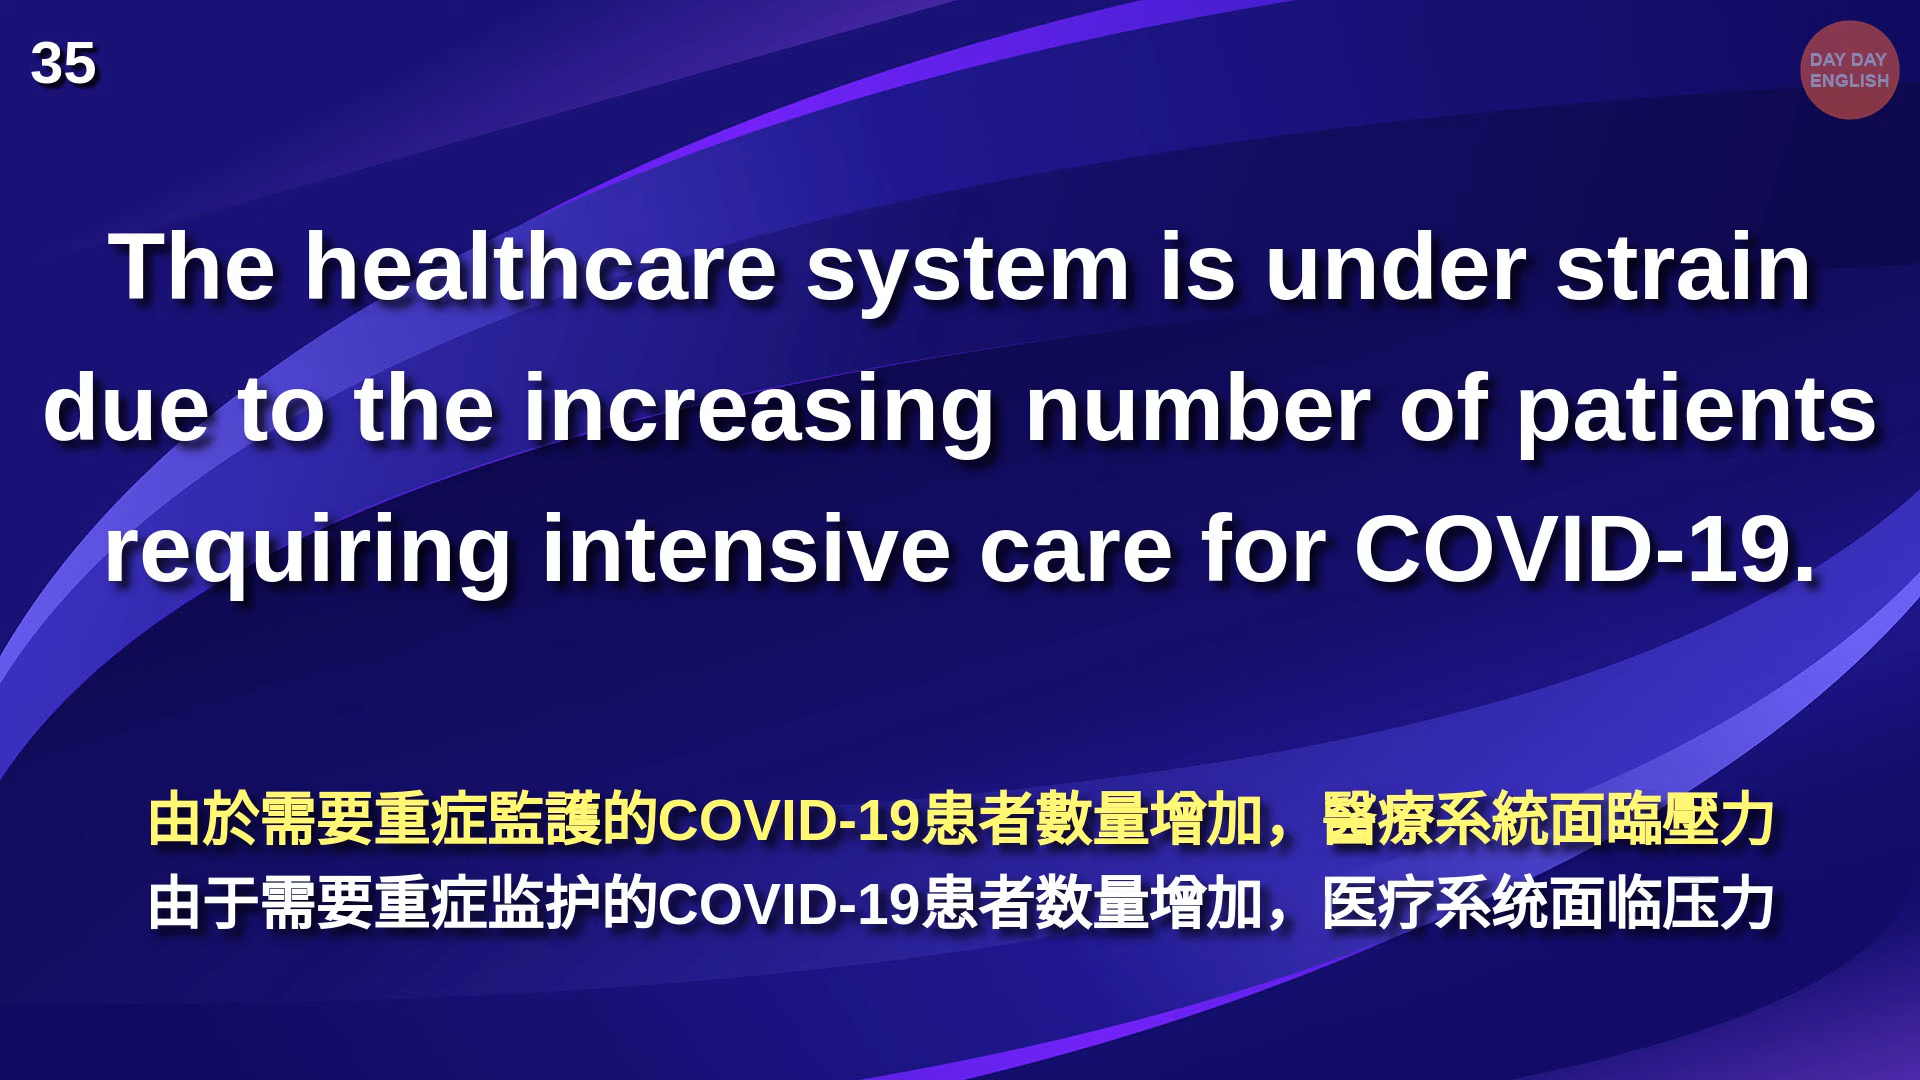 35
DAY DAY
ENGLISH
The healthcare system is under strain
due to the increasing number of patients
requiring intensive care for COVID-19.
由於需要重症監護的COVID-19患者數量增加，醫療系統面臨壓力
由于需要重症监护的COVID-19患者数量增加，医疗系统面临压力